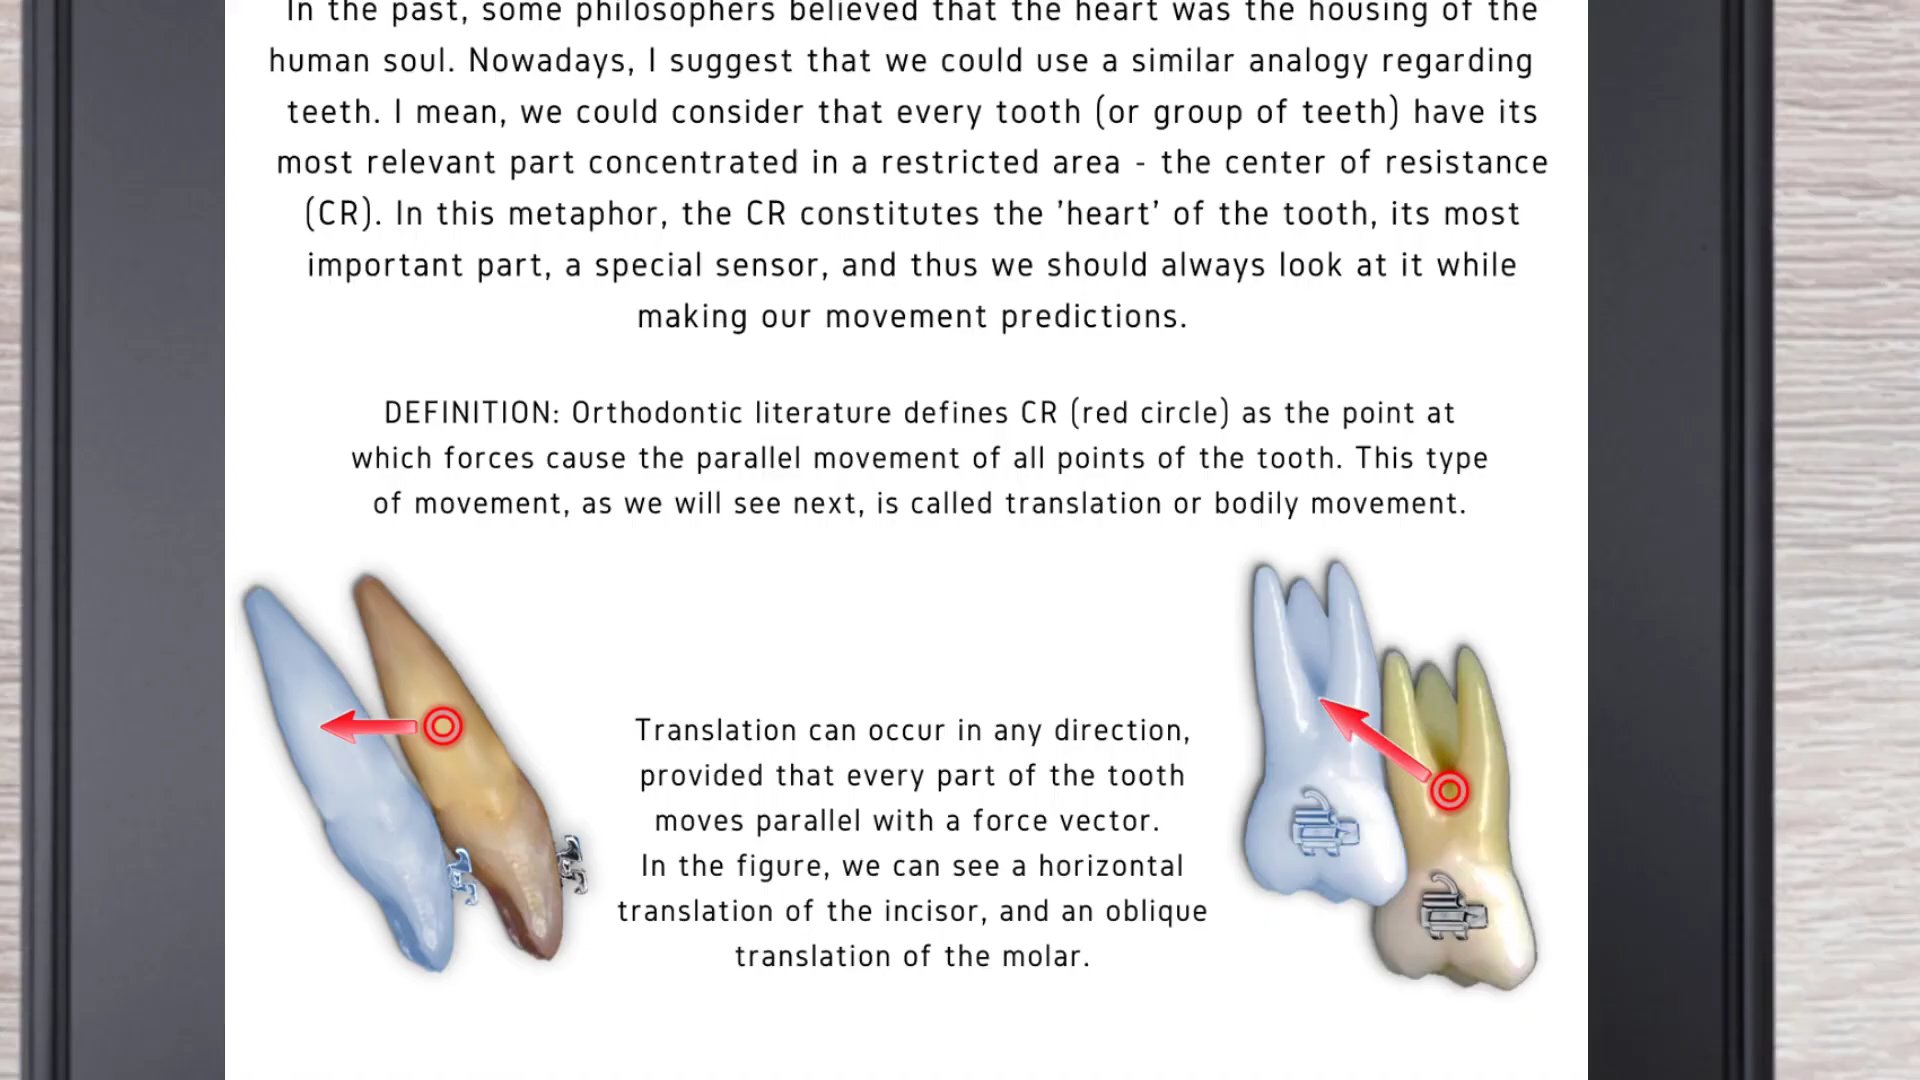 In the past, some philosophers believed that the heart was the housing of the
human soul. Nowadays, I suggest that we could use a similar analogy regarding
teeth. I mean, we could consider that every tooth (or group of teeth) have its
most relevant part concentrated in a restricted area - the center of resistance
(CR). In this metaphor, the CR constitutes the 'heart' of the tooth, its most
important part, a special sensor, and thus we should always look at it while
making our movement predictions.
DEFINITION: Orthodontic literature defines CR (red circle) as the point at
which forces cause the parallel movement of all points of the tooth. This type
of movement, as we will see next, is called translation or bodily movement.
Translation can occur in any direction,
provided that every part of the tooth
moves parallel with a force vector.
In the figure, we can see a horizontal
translation of the incisor, and an oblique
translation of the molar.